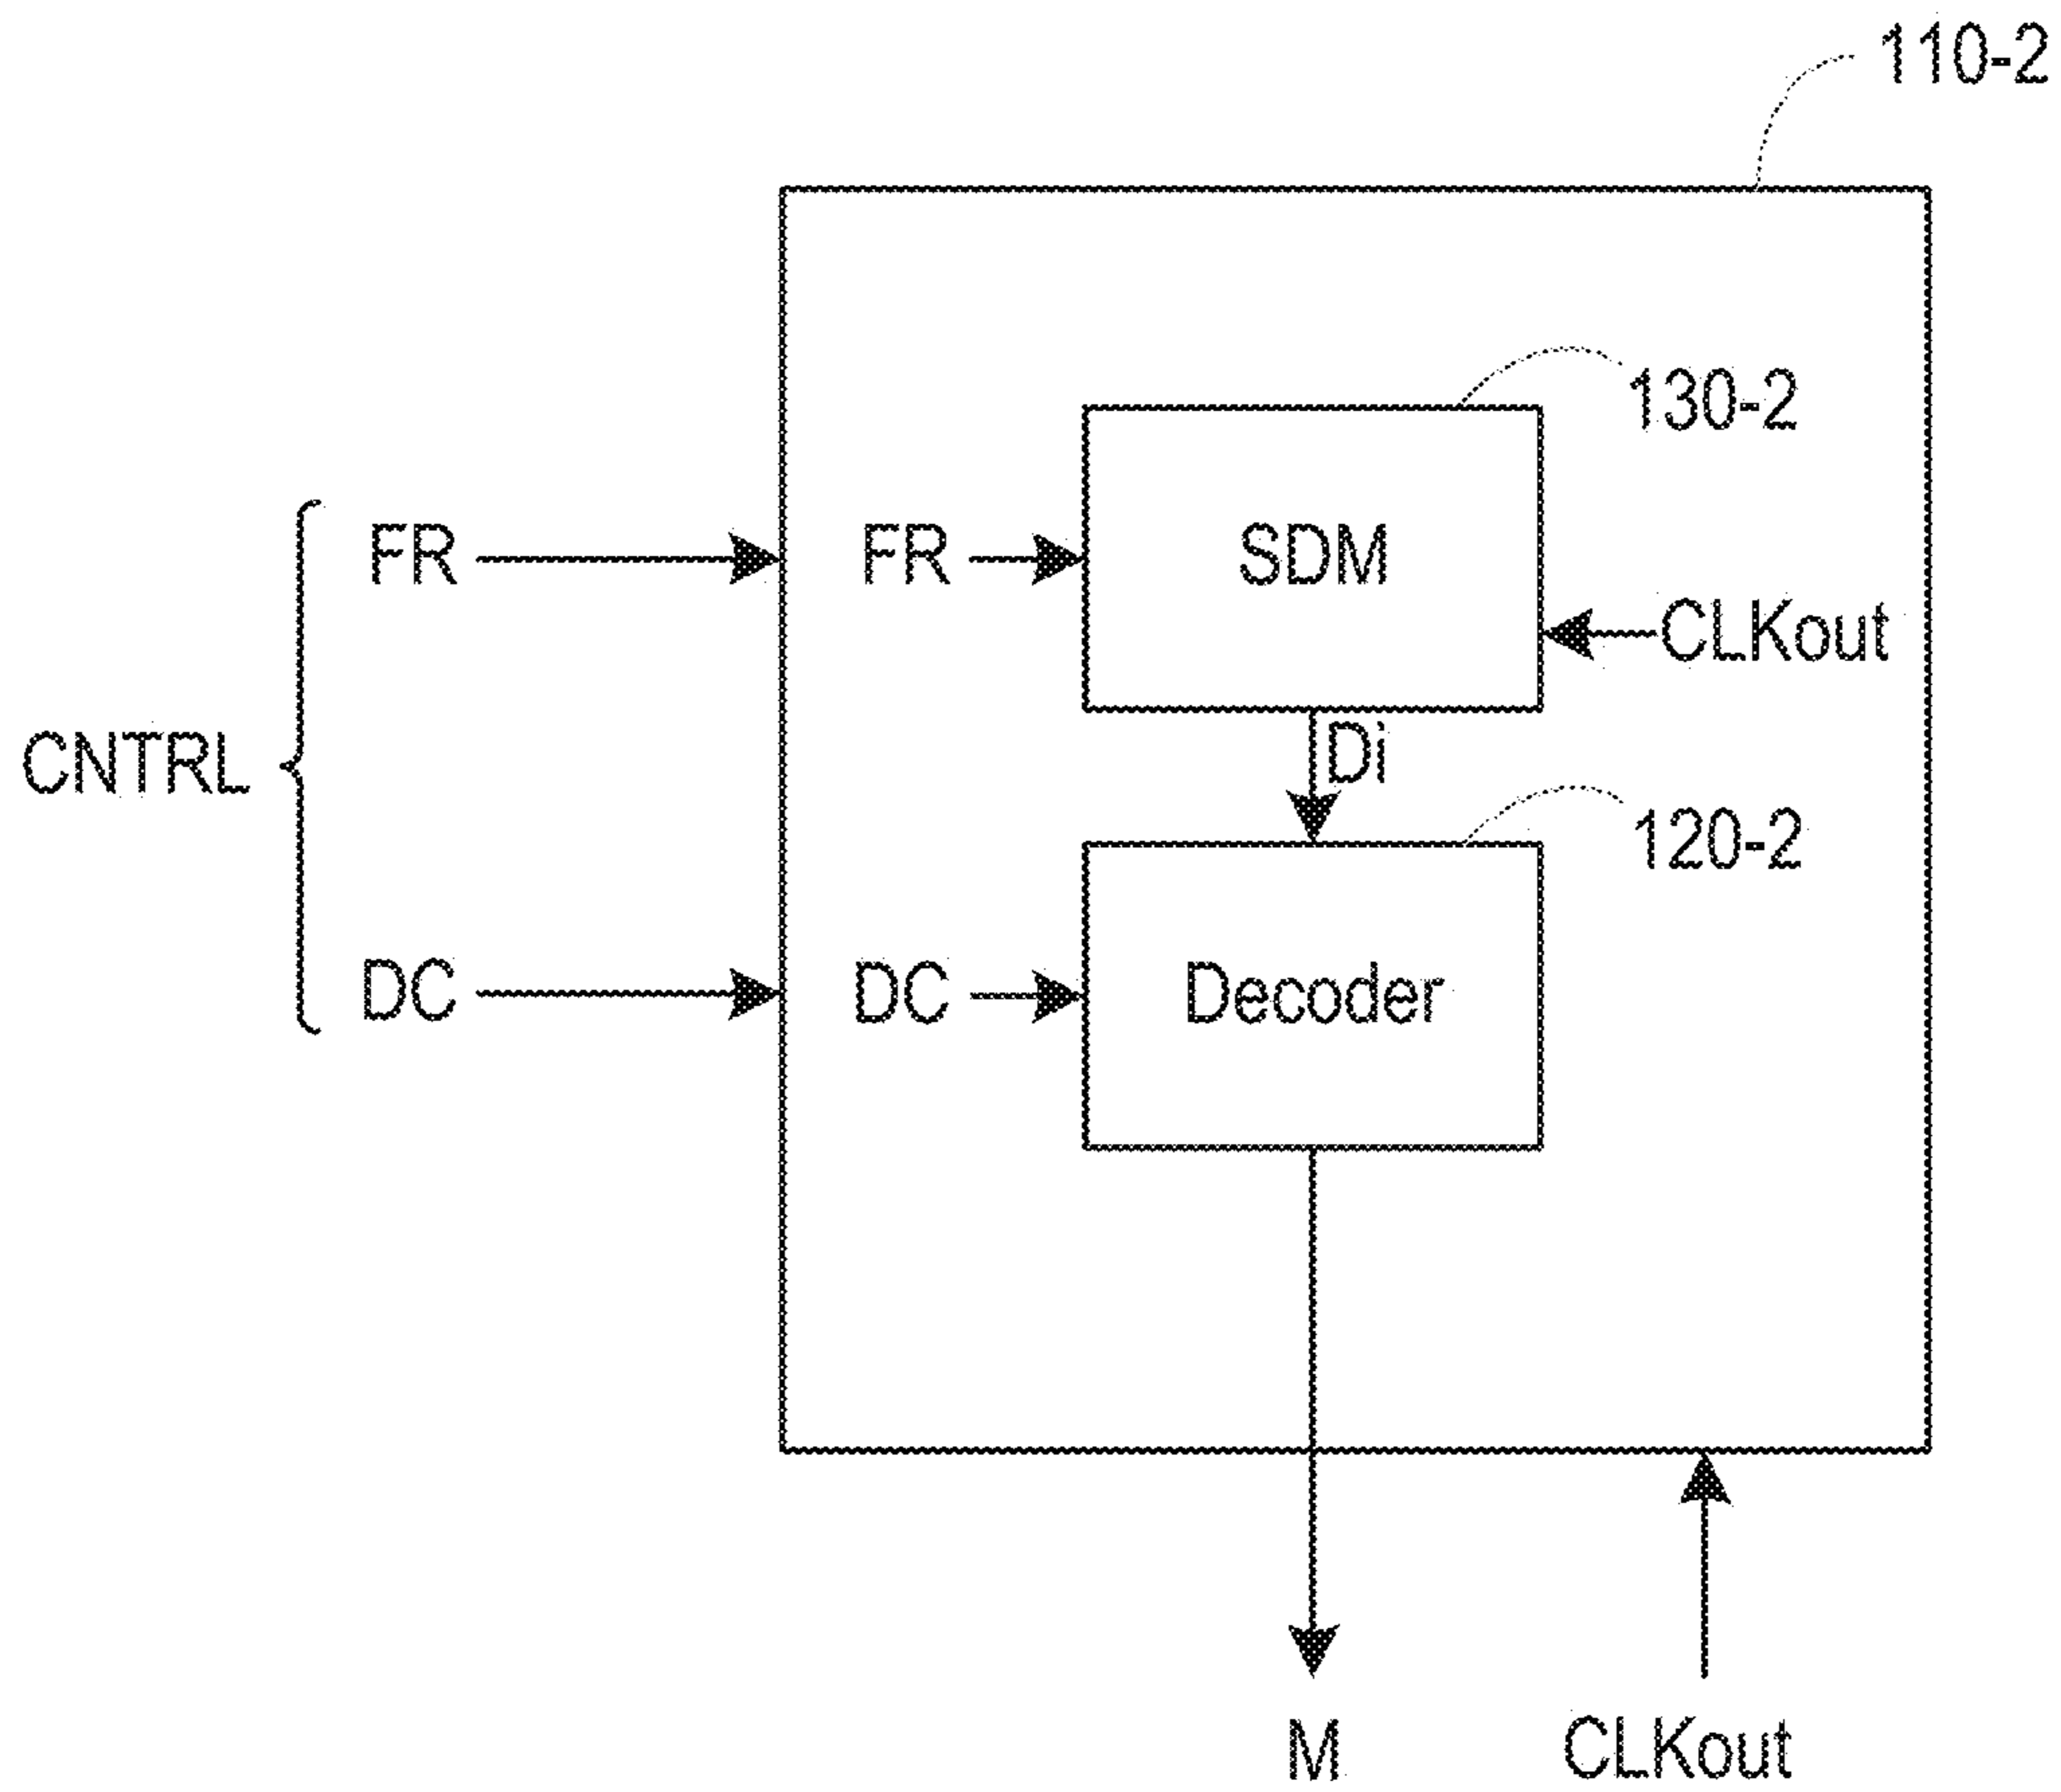 110-2
130-2
FR
FR
SDM
CLKout
CNTRL
Di
120-2
DC
DC
Decoder
M
CLKout